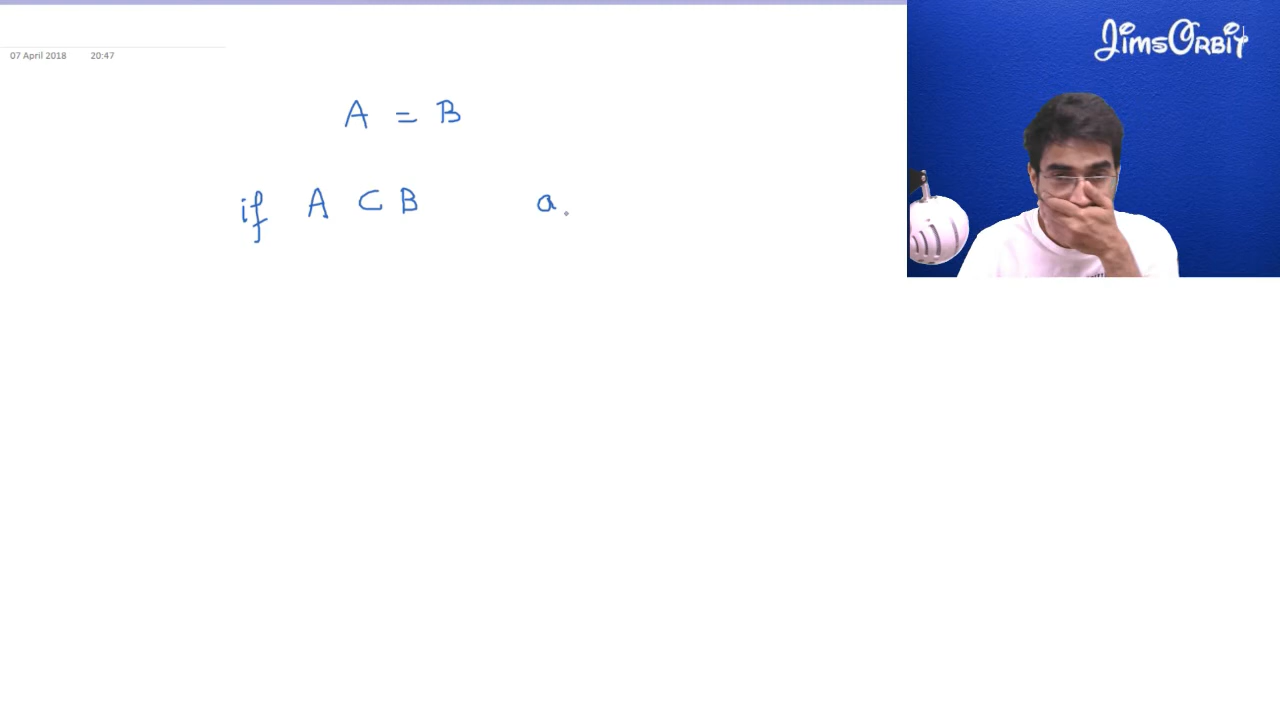 JimsOrbit
07 April 2018 20:47
A = B
if A ⊂ B a